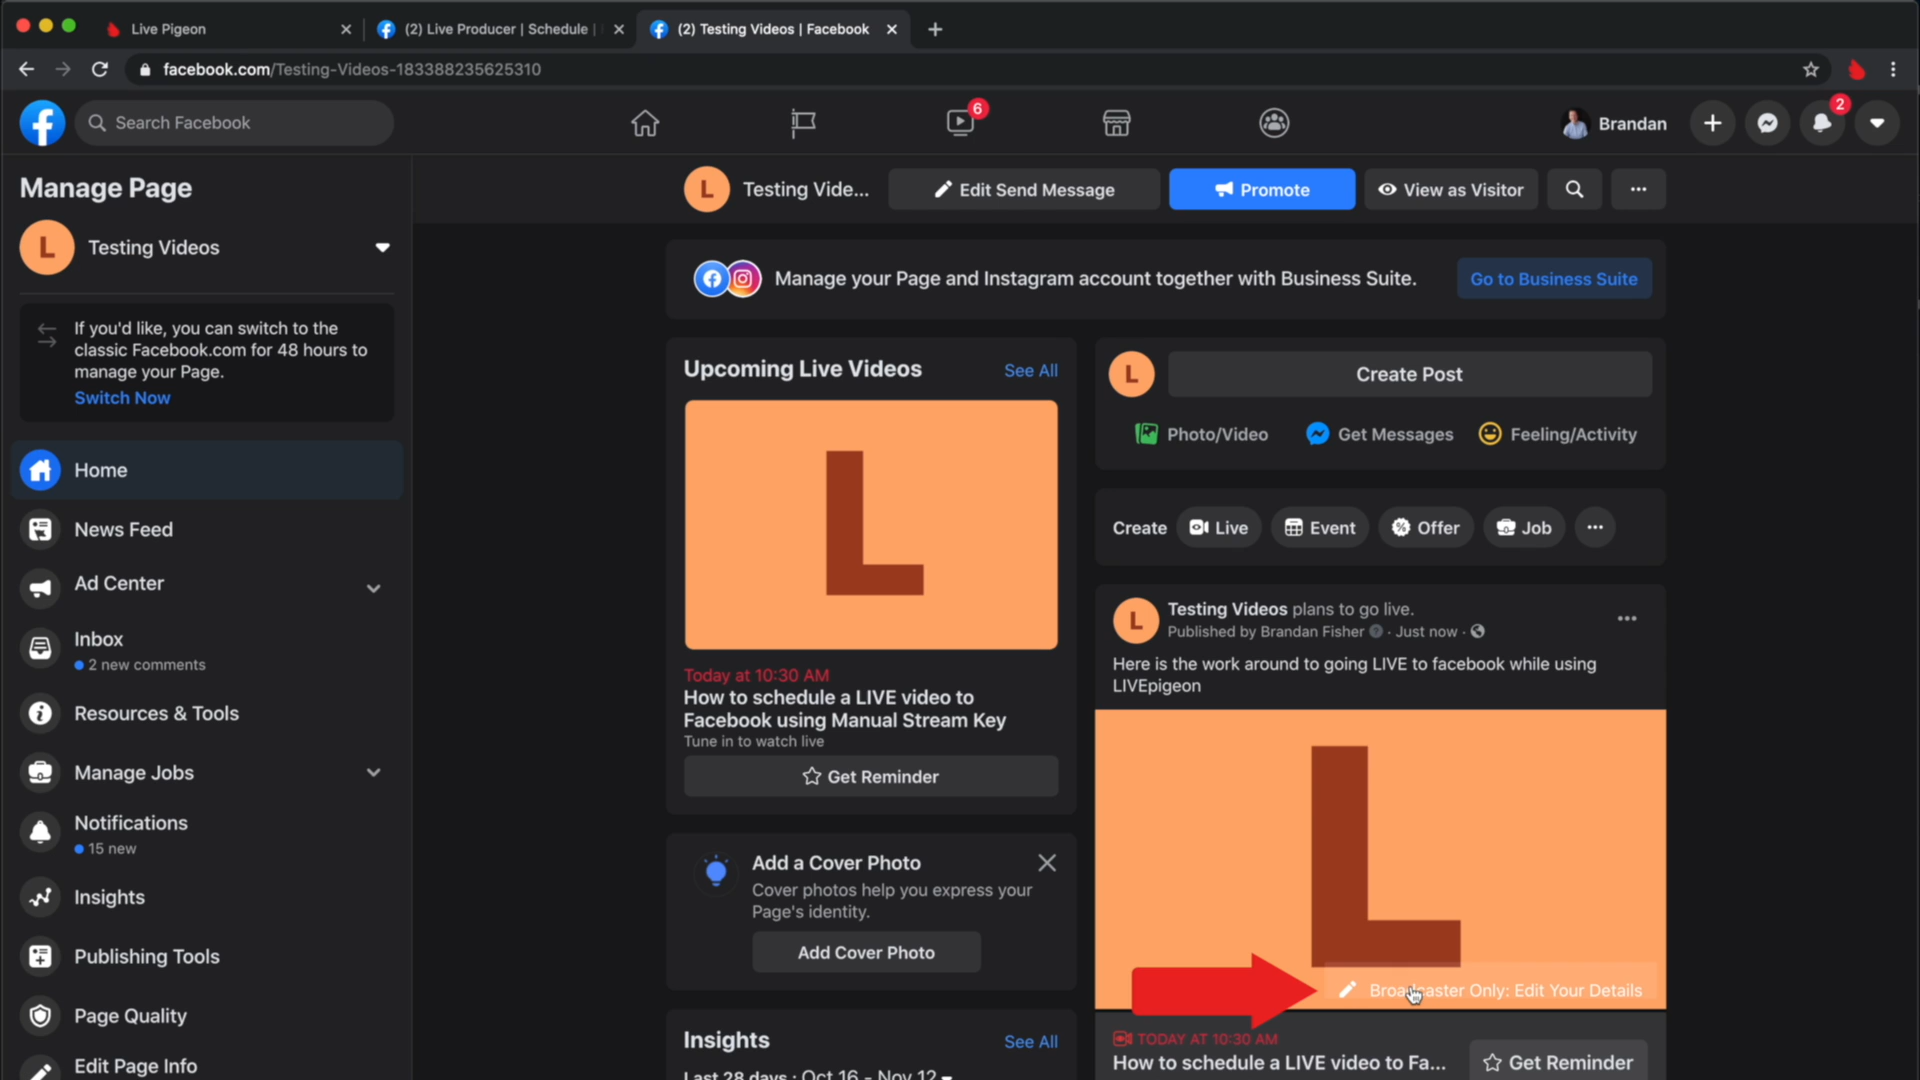 Live Pigeon
(2) Live Producer | Schedule |
(2) Testing Videos | Facebook
facebook.com/Testing-Videos-183388235625310
Search Facebook
6
Brandan
2
Manage Page
L
Testing Videos
If you'd like, you can switch to the
classic Facebook.com for 48 hours to
manage your Page.
Switch Now
Home
News Feed
Ad Center
Inbox
2 new comments
Resources & Tools
Manage Jobs
Notifications
15 new
Insights
Publishing Tools
Page Quality
Edit Page Info
L
Testing Vide...
Edit Send Message
Promote
View as Visitor
Manage your Page and Instagram account together with Business Suite.
Go to Business Suite
Upcoming Live Videos
See All
L
Today at 10:30 AM
How to schedule a LIVE video to
Facebook using Manual Stream Key
Tune in to watch live
Get Reminder
Add a Cover Photo
Cover photos help you express your
Page's identity.
Add Cover Photo
Insights
See All
Last 28 days · Oct 16 - Nov 12
L
Create Post
Photo/Video
Get Messages
Feeling/Activity
Create
Live
Event
Offer
Job
L
Testing Videos plans to go live.
Published by Brandan Fisher · Just now ·
Here is the work around to going LIVE to facebook while using
LIVEpigeon
L
Broadcaster Only: Edit Your Details
TODAY AT 10:30 AM
How to schedule a LIVE video to Fa...
Get Reminder